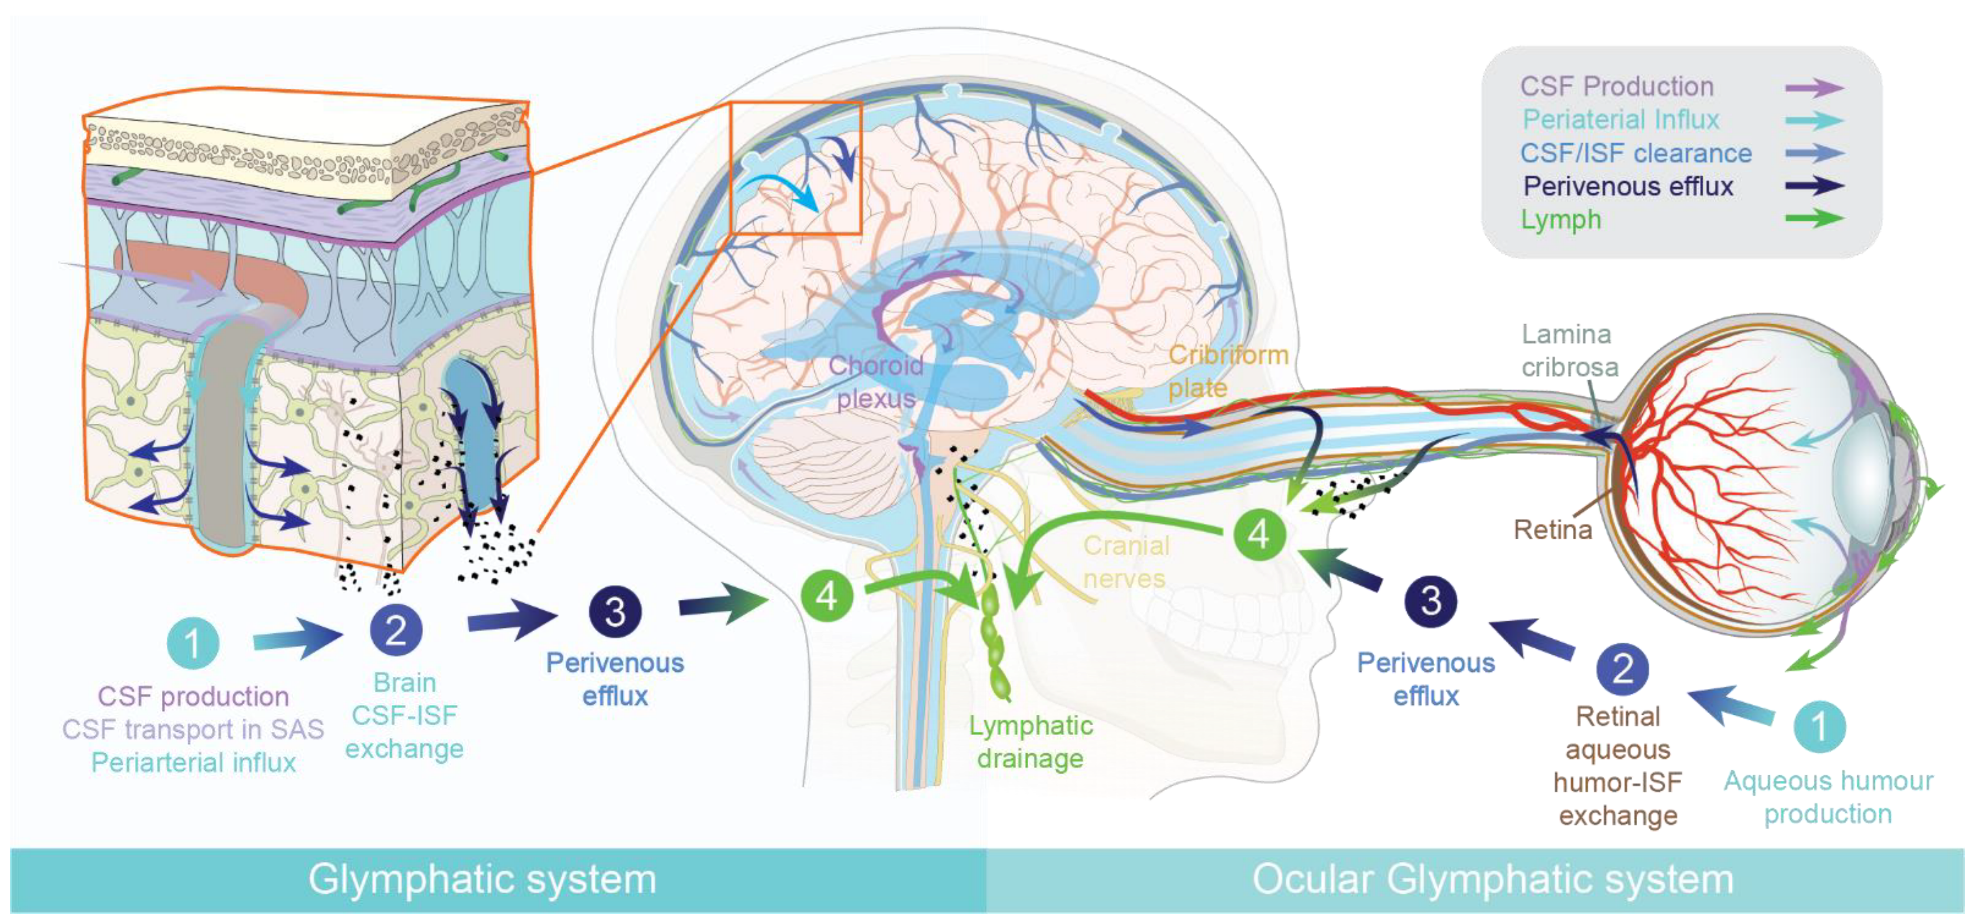 CSF Production
Periaterial Influx
CSF/ISF clearance
Perivenous efflux
Lymph
Lamina
cribrosa
Cribriform
plate
Choroid
plexus
Retina
Cranial
nerves
4
4
1
2
3
3
2
1
CSF production
CSF transport in SAS
Periarterial influx
Brain
CSF-ISF
exchange
Perivenous
efflux
Lymphatic
drainage
Perivenous
efflux
Retinal
aqueous
humor-ISF
exchange
Aqueous humour
production
Glymphatic system
Ocular Glymphatic system